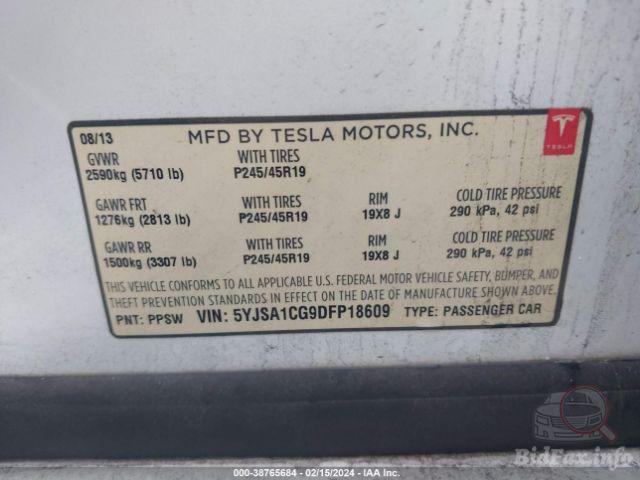 08/13 MFD BY TESLA MOTORS, INC. TESLA
GVWR WITH TIRES
2590kg (5710 lb) P245/45R19
GAWR FRT WITH TIRES RIM COLD TIRE PRESSURE
1276kg (2813 lb) P245/45R19 19X8 J 290 kPa, 42 psi
GAWR RR WITH TIRES RIM COLD TIRE PRESSURE
1500kg (3307 lb) P245/45R19 19X8 J 290 kPa, 42 psi
THIS VEHICLE CONFORMS TO ALL APPLICABLE U.S. FEDERAL MOTOR VEHICLE SAFETY, BUMPER, AND
THEFT PREVENTION STANDARDS IN EFFECT ON THE DATE OF MANUFACTURE SHOWN ABOVE.
PNT: PPSW VIN: 5YJSA1CG9DFP18609 TYPE: PASSENGER CAR
BidFax.info
000-38765684 - 02/15/2024 - IAA Inc.